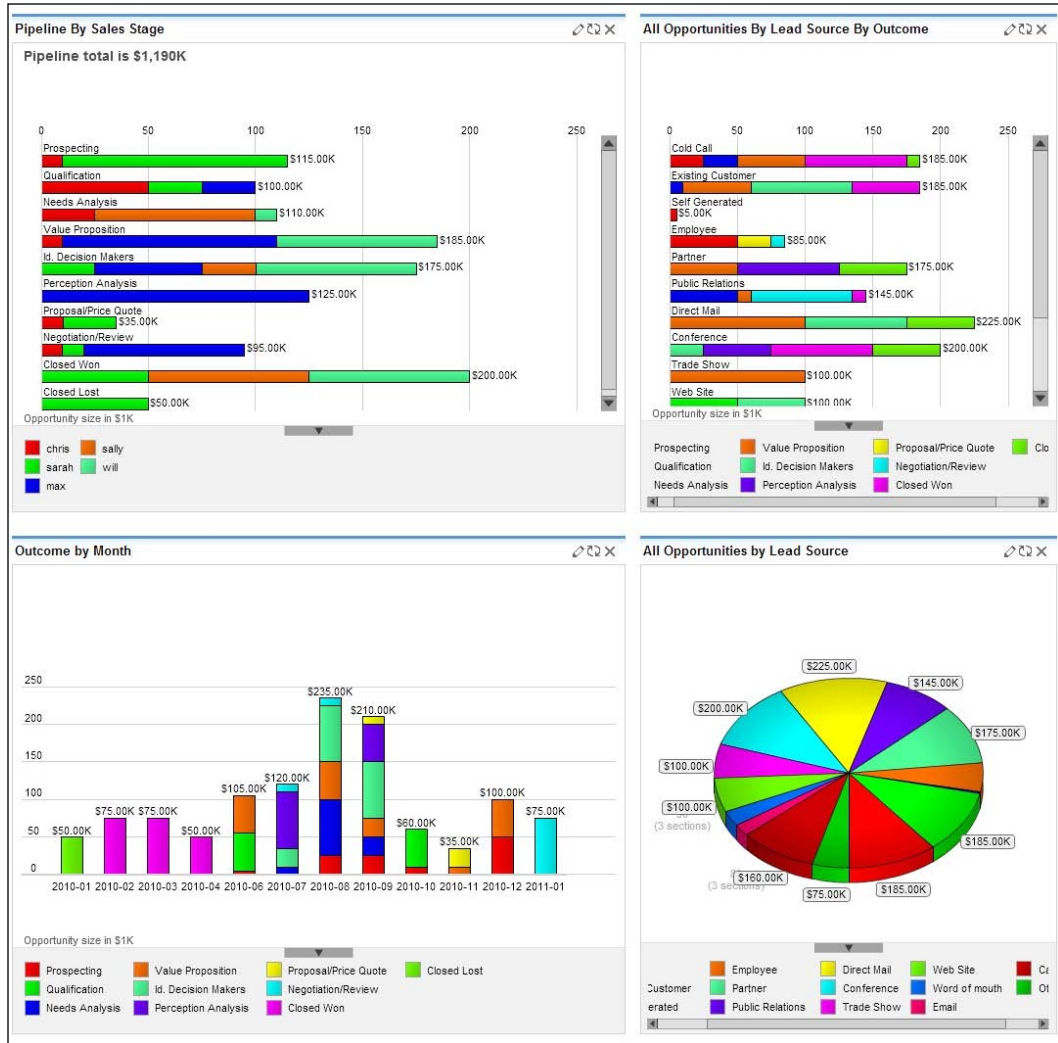 Pipeline By Sales Stage
Pipeline total is $1,190K
0 50 100 150 200 250
Prospecting
$115.00K
Qualification
$100.00K
Needs Analysis
$110.00K
Value Proposition
$185.00K
Id. Decision Makers
$175.00K
Perception Analysis
$125.00K
Proposal/Price Quote
$35.00K
Negotiation/Review
$95.00K
Closed Won
$200.00K
Closed Lost
$50.00K
Opportunity size in $1K
chris sally
sarah will
max
All Opportunities By Lead Source By Outcome
0 50 100 150 200 250
Cold Call
$185.00K
Existing Customer
$185.00K
Self Generated
$5.00K
Employee
$85.00K
Partner
$175.00K
Public Relations
$145.00K
Direct Mail
$225.00K
Conference
$200.00K
Trade Show
$100.00K
Web Site
$100.00K
Opportunity size in $1K
Prospecting Value Proposition Proposal/Price Quote Clo
Qualification Id. Decision Makers Negotiation/Review
Needs Analysis Perception Analysis Closed Won
Outcome by Month
250
200
150
100
50
0
$50.00K $75.00K $75.00K $50.00K $105.00K $120.00K $235.00K $210.00K $60.00K $35.00K $100.00K $75.00K
2010-01 2010-02 2010-03 2010-04 2010-06 2010-07 2010-08 2010-09 2010-10 2010-11 2010-12 2011-01
Opportunity size in $1K
Prospecting Value Proposition Proposal/Price Quote Closed Lost
Qualification Id. Decision Makers Negotiation/Review
Needs Analysis Perception Analysis Closed Won
All Opportunities by Lead Source
$225.00K
$145.00K
$200.00K
$175.00K
$100.00K
$100.00K
(3 sections)
$185.00K
$160.00K
(3 sections)
$75.00K
$185.00K
Employee Direct Mail Web Site Ca
Customer Partner Conference Word of mouth Ot
erated Public Relations Trade Show Email